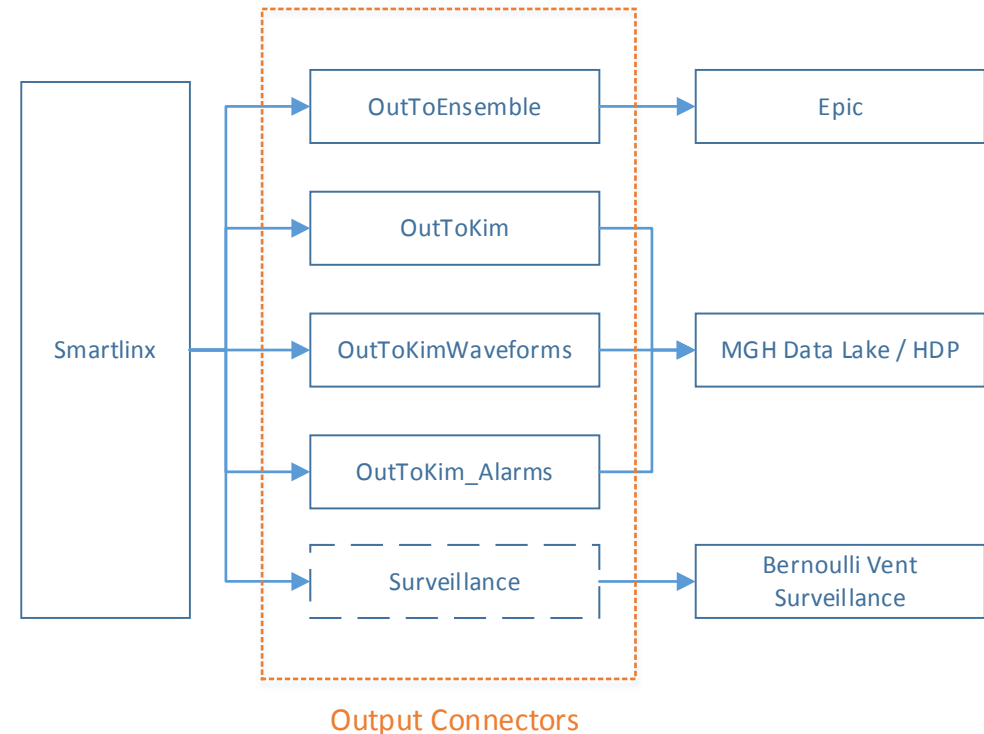 Smartlinx
OutToEnsemble
Epic
OutToKim
OutToKimWaveforms
MGH Data Lake / HDP
OutToKim_Alarms
Surveillance
Bernoulli Vent
Surveillance
Output Connectors